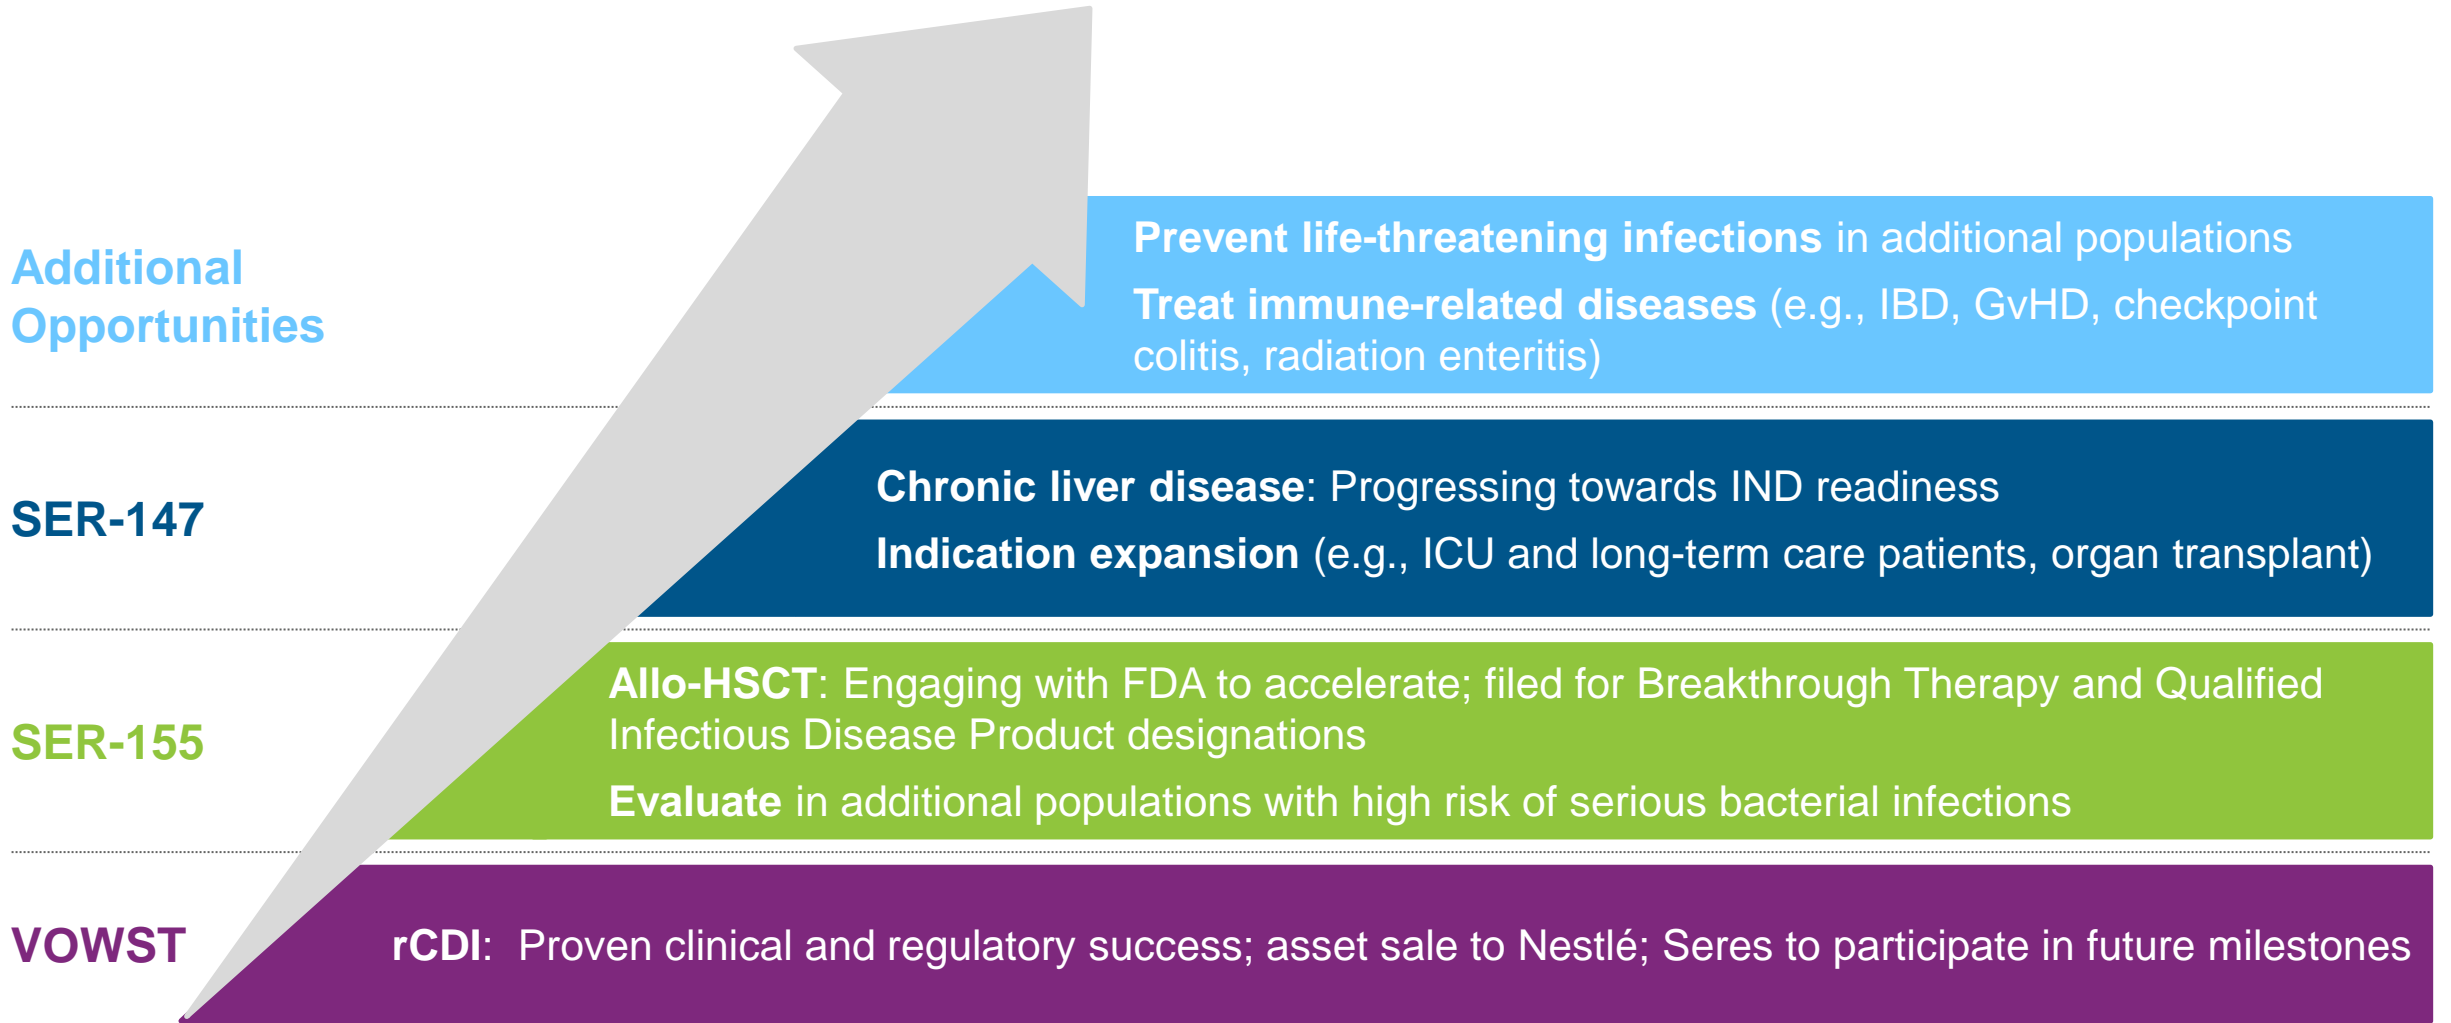 Additional
Opportunities
Prevent life-threatening infections in additional populations
Treat immune-related diseases (e.g., IBD, GvHD, checkpoint
colitis, radiation enteritis)
SER-147
Chronic liver disease: Progressing towards IND readiness
Indication expansion (e.g., ICU and long-term care patients, organ transplant)
SER-155
Allo-HSCT: Engaging with FDA to accelerate; filed for Breakthrough Therapy and Qualified
Infectious Disease Product designations
Evaluate in additional populations with high risk of serious bacterial infections
VOWST
rCDI: Proven clinical and regulatory success; asset sale to Nestlé; Seres to participate in future milestones